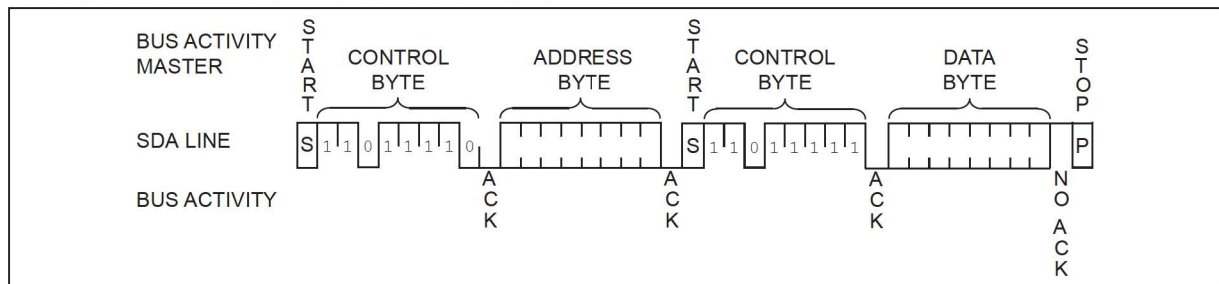 BUS ACTIVITY
MASTER
START
CONTROL
BYTE
ADDRESS
BYTE
START
CONTROL
BYTE
DATA
BYTE
STOP
SDA LINE
S 1 1 0 1 1 1 1 0
S 1 1 0 1 1 1 1 1
P
BUS ACTIVITY
ACK
ACK
ACK
NO ACK